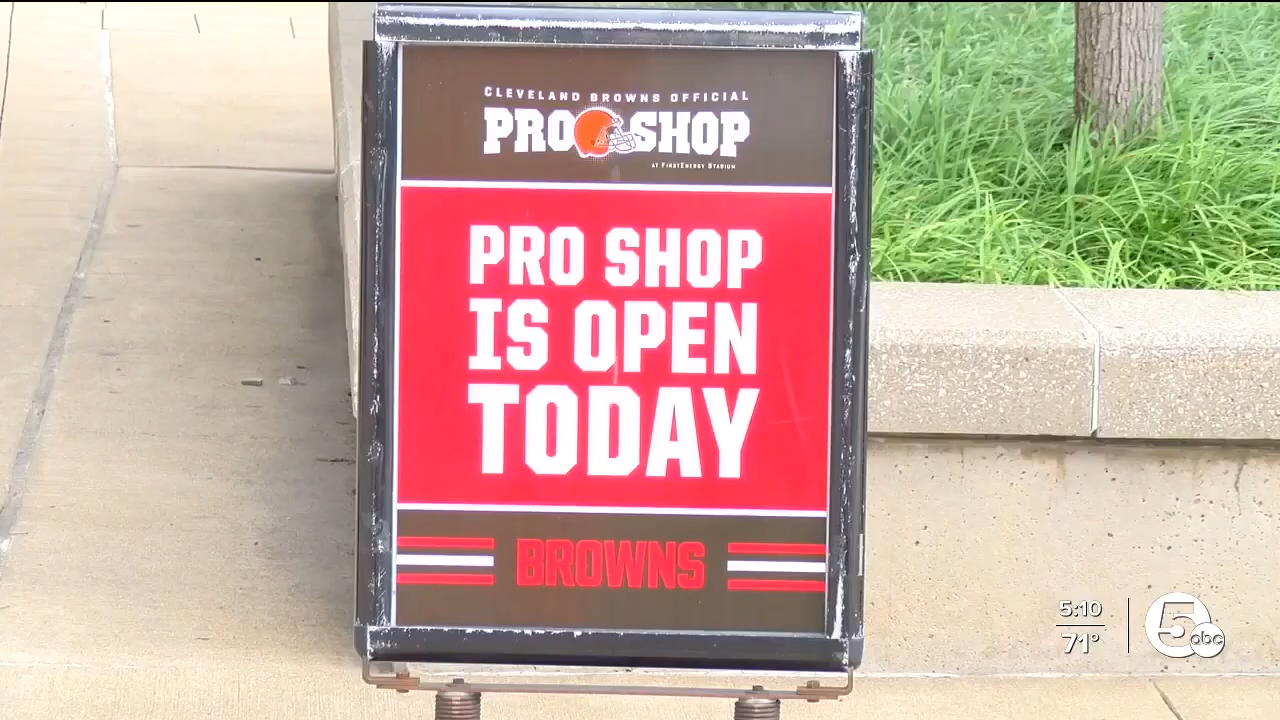 CLEVELAND BROWNS OFFICIAL
PRO SHOP
AT FIRSTENERGY STADIUM
PRO SHOP
IS OPEN
TODAY
BROWNS
5:10
71°
5 abc